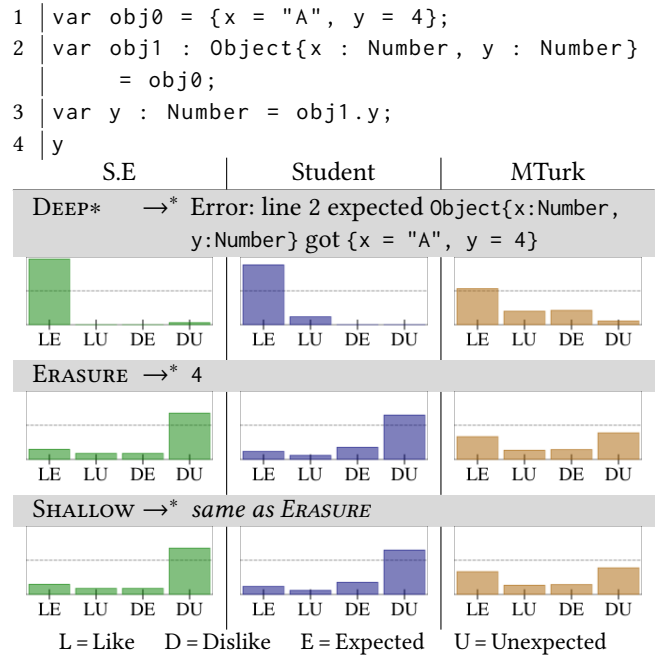 1 var obj0 = {x = "A", y = 4};
2 var obj1 : Object{x : Number, y : Number}
= obj0;
3 var y : Number = obj1.y;
4 y
S.E Student MTurk
DEEP* →* Error: line 2 expected Object{x:Number,
y:Number} got {x = "A", y = 4}
LE LU DE DU LE LU DE DU LE LU DE DU
ERASURE →* 4
LE LU DE DU LE LU DE DU LE LU DE DU
SHALLOW →* same as ERASURE
LE LU DE DU LE LU DE DU LE LU DE DU
L = Like D = Dislike E = Expected U = Unexpected